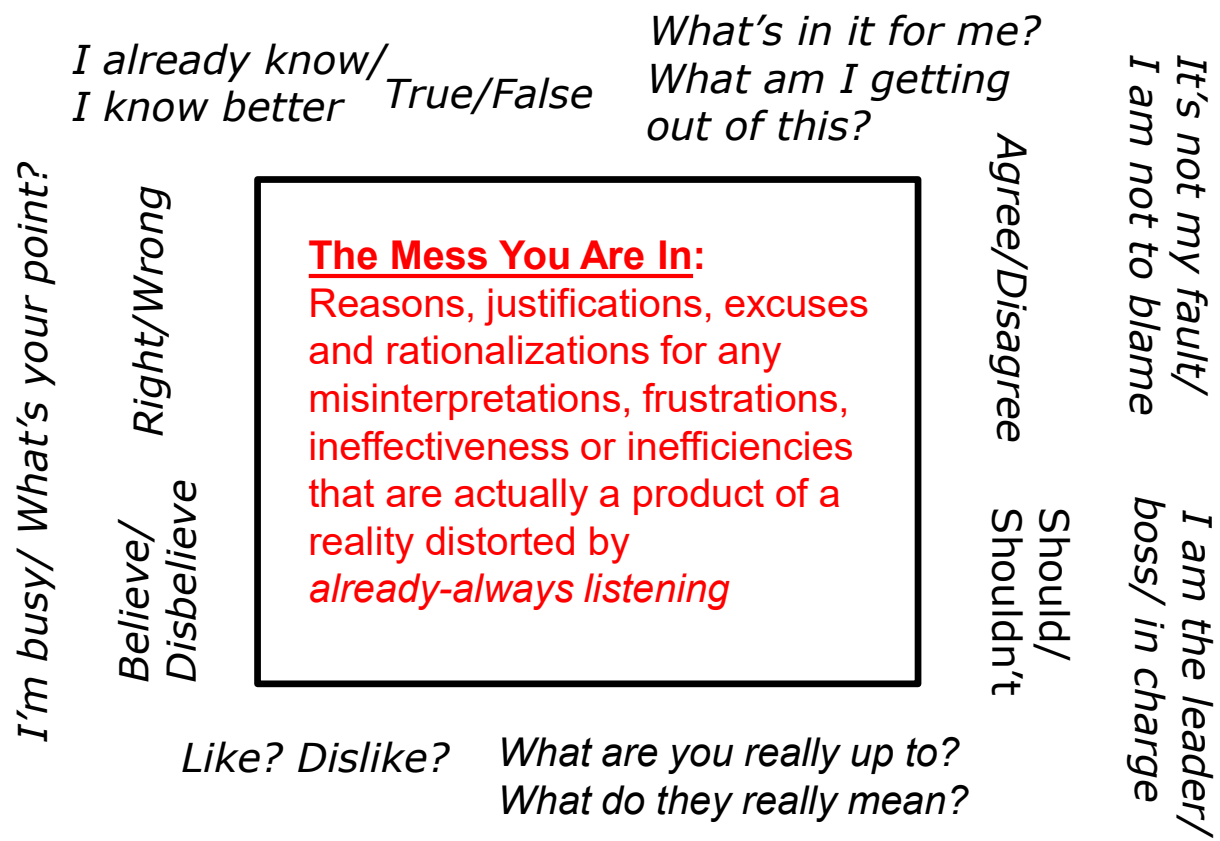 I already know/
I know better
True/False
What’s in it for me?
What am I getting
out of this?
It’s not my fault/
I am not to blame
Agree/Disagree
I’m busy/ What’s your point?
Right/Wrong
The Mess You Are In:
Reasons, justifications, excuses
and rationalizations for any
misinterpretations, frustrations,
ineffectiveness or inefficiencies
that are actually a product of a
reality distorted by
already-always listening
Believe/
Disbelieve
Should/
Shouldn’t
I am the leader/
boss/ in charge
Like? Dislike?
What are you really up to?
What do they really mean?